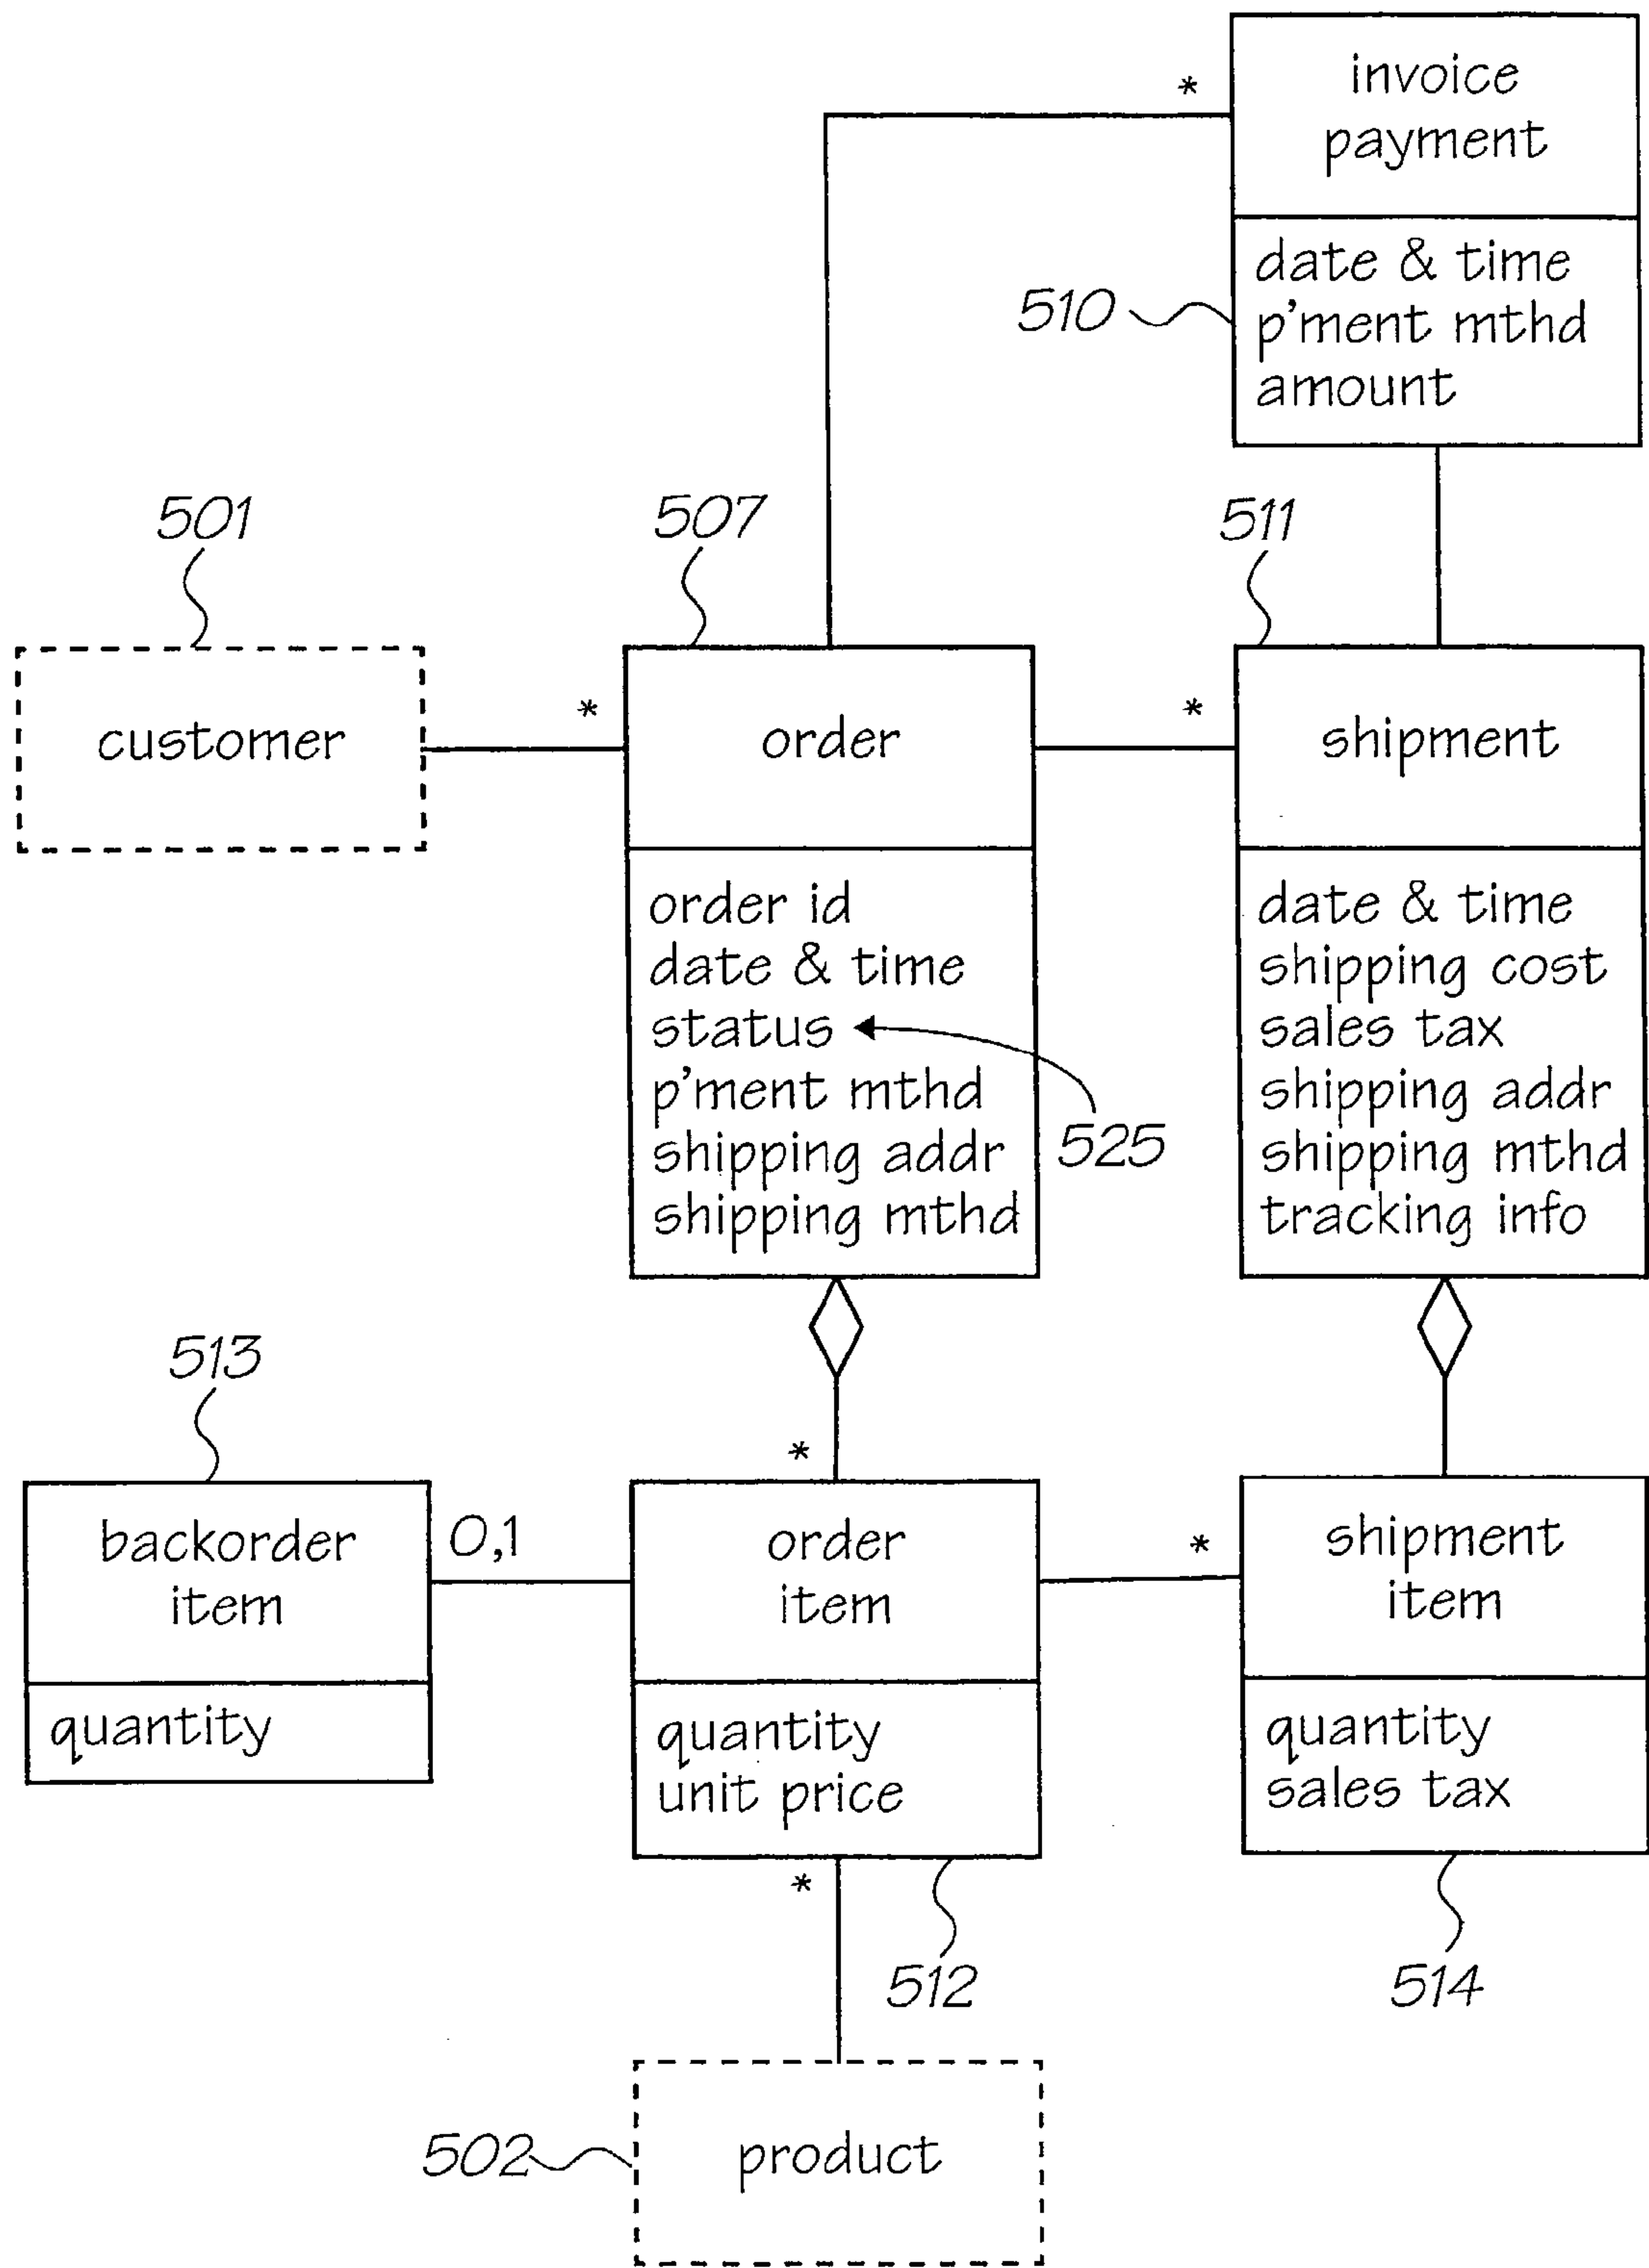 *
invoice
payment
510
date & time
p'ment mthd
amount
501
507
511
customer
*
order
*
shipment
order id
date & time
status
p'ment mthd
shipping addr
shipping mthd
525
date & time
shipping cost
sales tax
shipping addr
shipping mthd
tracking info
513
*
backorder
item
0,1
order
item
*
shipment
item
quantity
quantity
unit price
quantity
sales tax
*
512
514
502
product